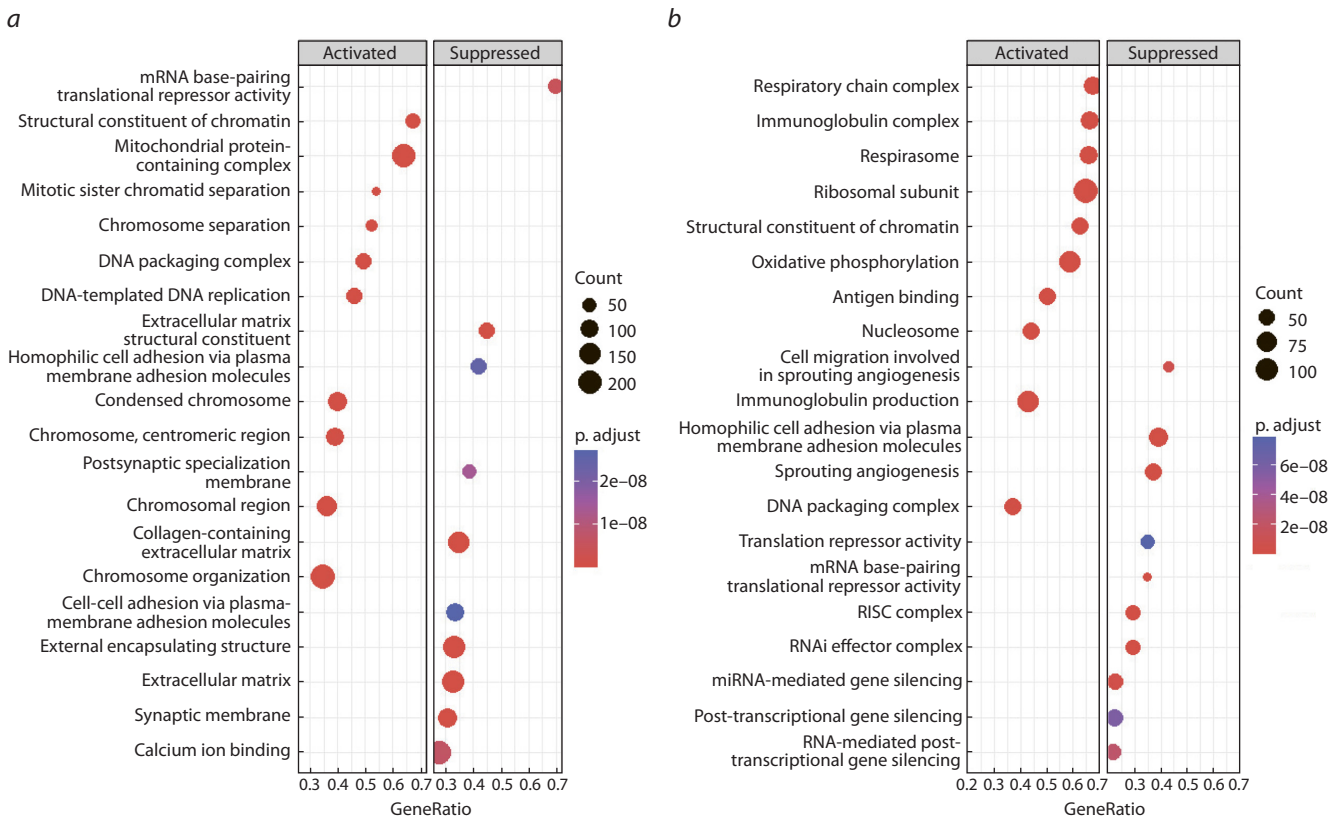 a
Activated
Suppressed
mRNA base-pairing
translational repressor activity
Structural constituent of chromatin
Mitochondrial protein-
containing complex
Mitotic sister chromatid separation
Chromosome separation
DNA packaging complex
DNA-templated DNA replication
Extracellular matrix
structural constituent
Homophilic cell adhesion via plasma
membrane adhesion molecules
Condensed chromosome
Chromosome, centromeric region
Postsynaptic specialization
membrane
Chromosomal region
Collagen-containing
extracellular matrix
Chromosome organization
Cell-cell adhesion via plasma-
membrane adhesion molecules
External encapsulating structure
Extracellular matrix
Synaptic membrane
Calcium ion binding
0.3 0.4 0.5 0.6 0.7 0.3 0.4 0.5 0.6 0.7
GeneRatio
Count
50
100
150
200
p. adjust
2e−08
1e−08
b
Activated
Suppressed
Respiratory chain complex
Immunoglobulin complex
Respirasome
Ribosomal subunit
Structural constituent of chromatin
Oxidative phosphorylation
Antigen binding
Nucleosome
Cell migration involved
in sprouting angiogenesis
Immunoglobulin production
Homophilic cell adhesion via plasma
membrane adhesion molecules
Sprouting angiogenesis
DNA packaging complex
Translation repressor activity
mRNA base-pairing
translational repressor activity
RISC complex
RNAi effector complex
miRNA-mediated gene silencing
Post-transcriptional gene silencing
RNA-mediated post-
transcriptional gene silencing
0.2 0.3 0.4 0.5 0.6 0.7 0.3 0.4 0.5 0.6 0.7
GeneRatio
Count
50
75
100
p. adjust
6e−08
4e−08
2e−08